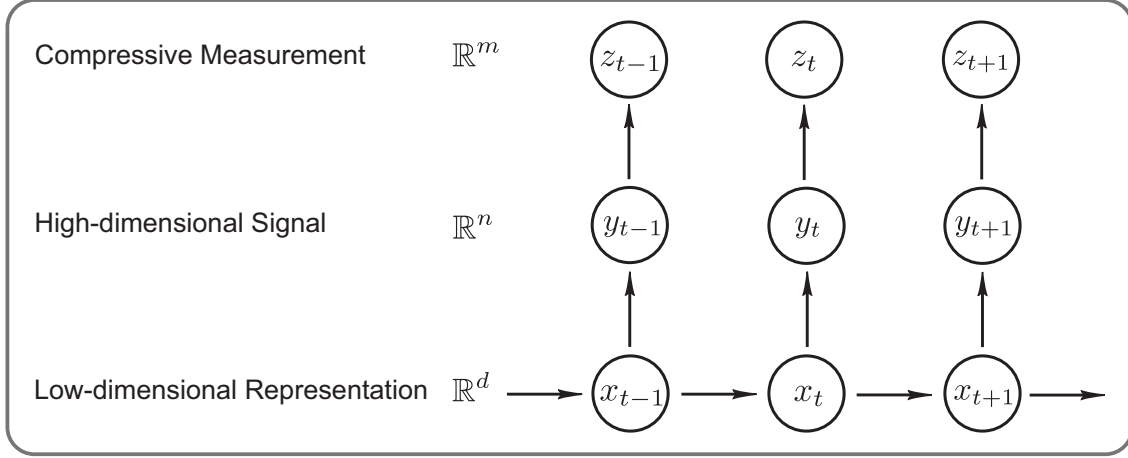 Compressive Measurement ℝ^m z_{t−1} z_t z_{t+1}
High-dimensional Signal ℝ^n y_{t−1} y_t y_{t+1}
Low-dimensional Representation ℝ^d x_{t−1} x_t x_{t+1}